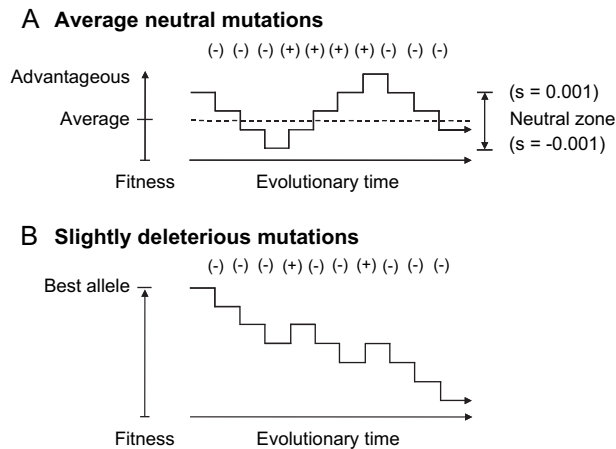 A Average neutral mutations
(-) (-) (-) (+) (+) (+) (+) (-) (-) (-)
Advantageous
(s = 0.001)
Average
Neutral zone
(s = -0.001)
Fitness
Evolutionary time
B Slightly deleterious mutations
(-) (-) (-) (+) (-) (-) (+) (-) (-) (-)
Best allele
Fitness
Evolutionary time